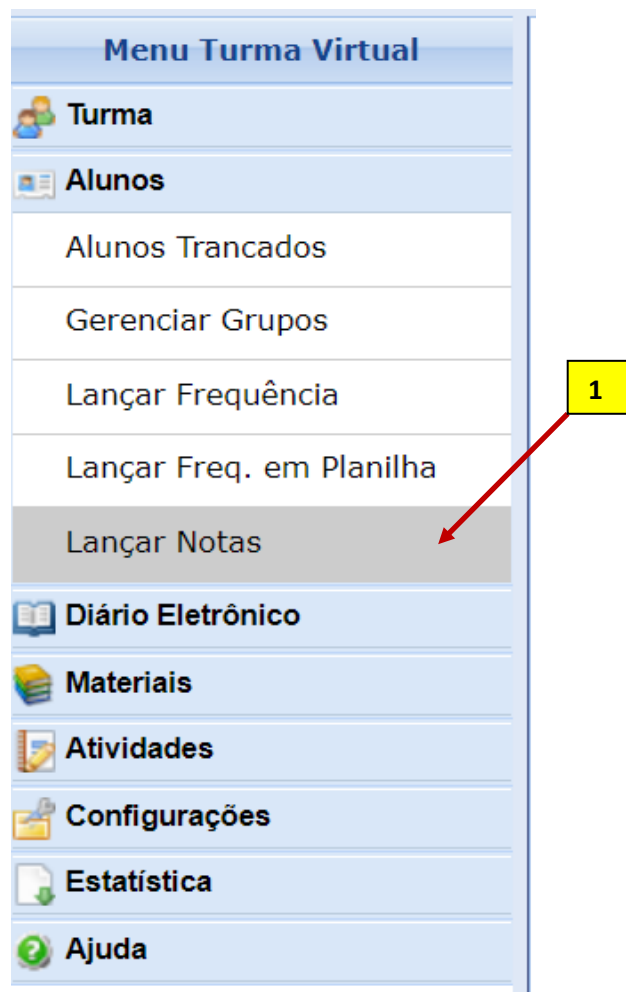 Menu Turma Virtual
Turma
Alunos
Alunos Trancados
Gerenciar Grupos
Lançar Frequência
1
Lançar Freq. em Planilha
Lançar Notas
Diário Eletrônico
Materiais
Atividades
Configurações
Estatística
Ajuda